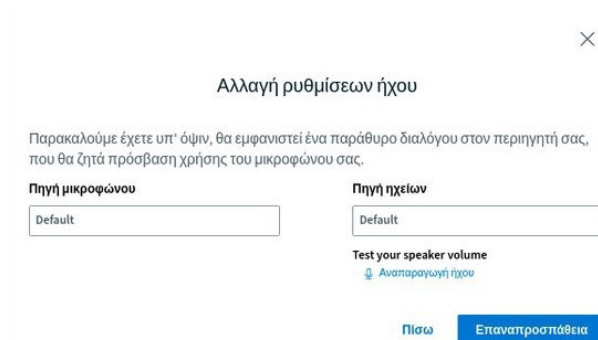 Αλλαγή ρυθμίσεων ήχου
Παρακαλούμε έχετε υπ' όψιν, θα εμφανιστεί ένα παράθυρο διαλόγου στον περιηγητή σας,
που θα ζητά πρόσβαση χρήσης του μικροφώνου σας.
Πηγή μικροφώνου
Default
Πηγή ηχείων
Default
Test your speaker volume
Αναπαραγωγή ήχου
Πίσω
Επαναπροσπάθεια